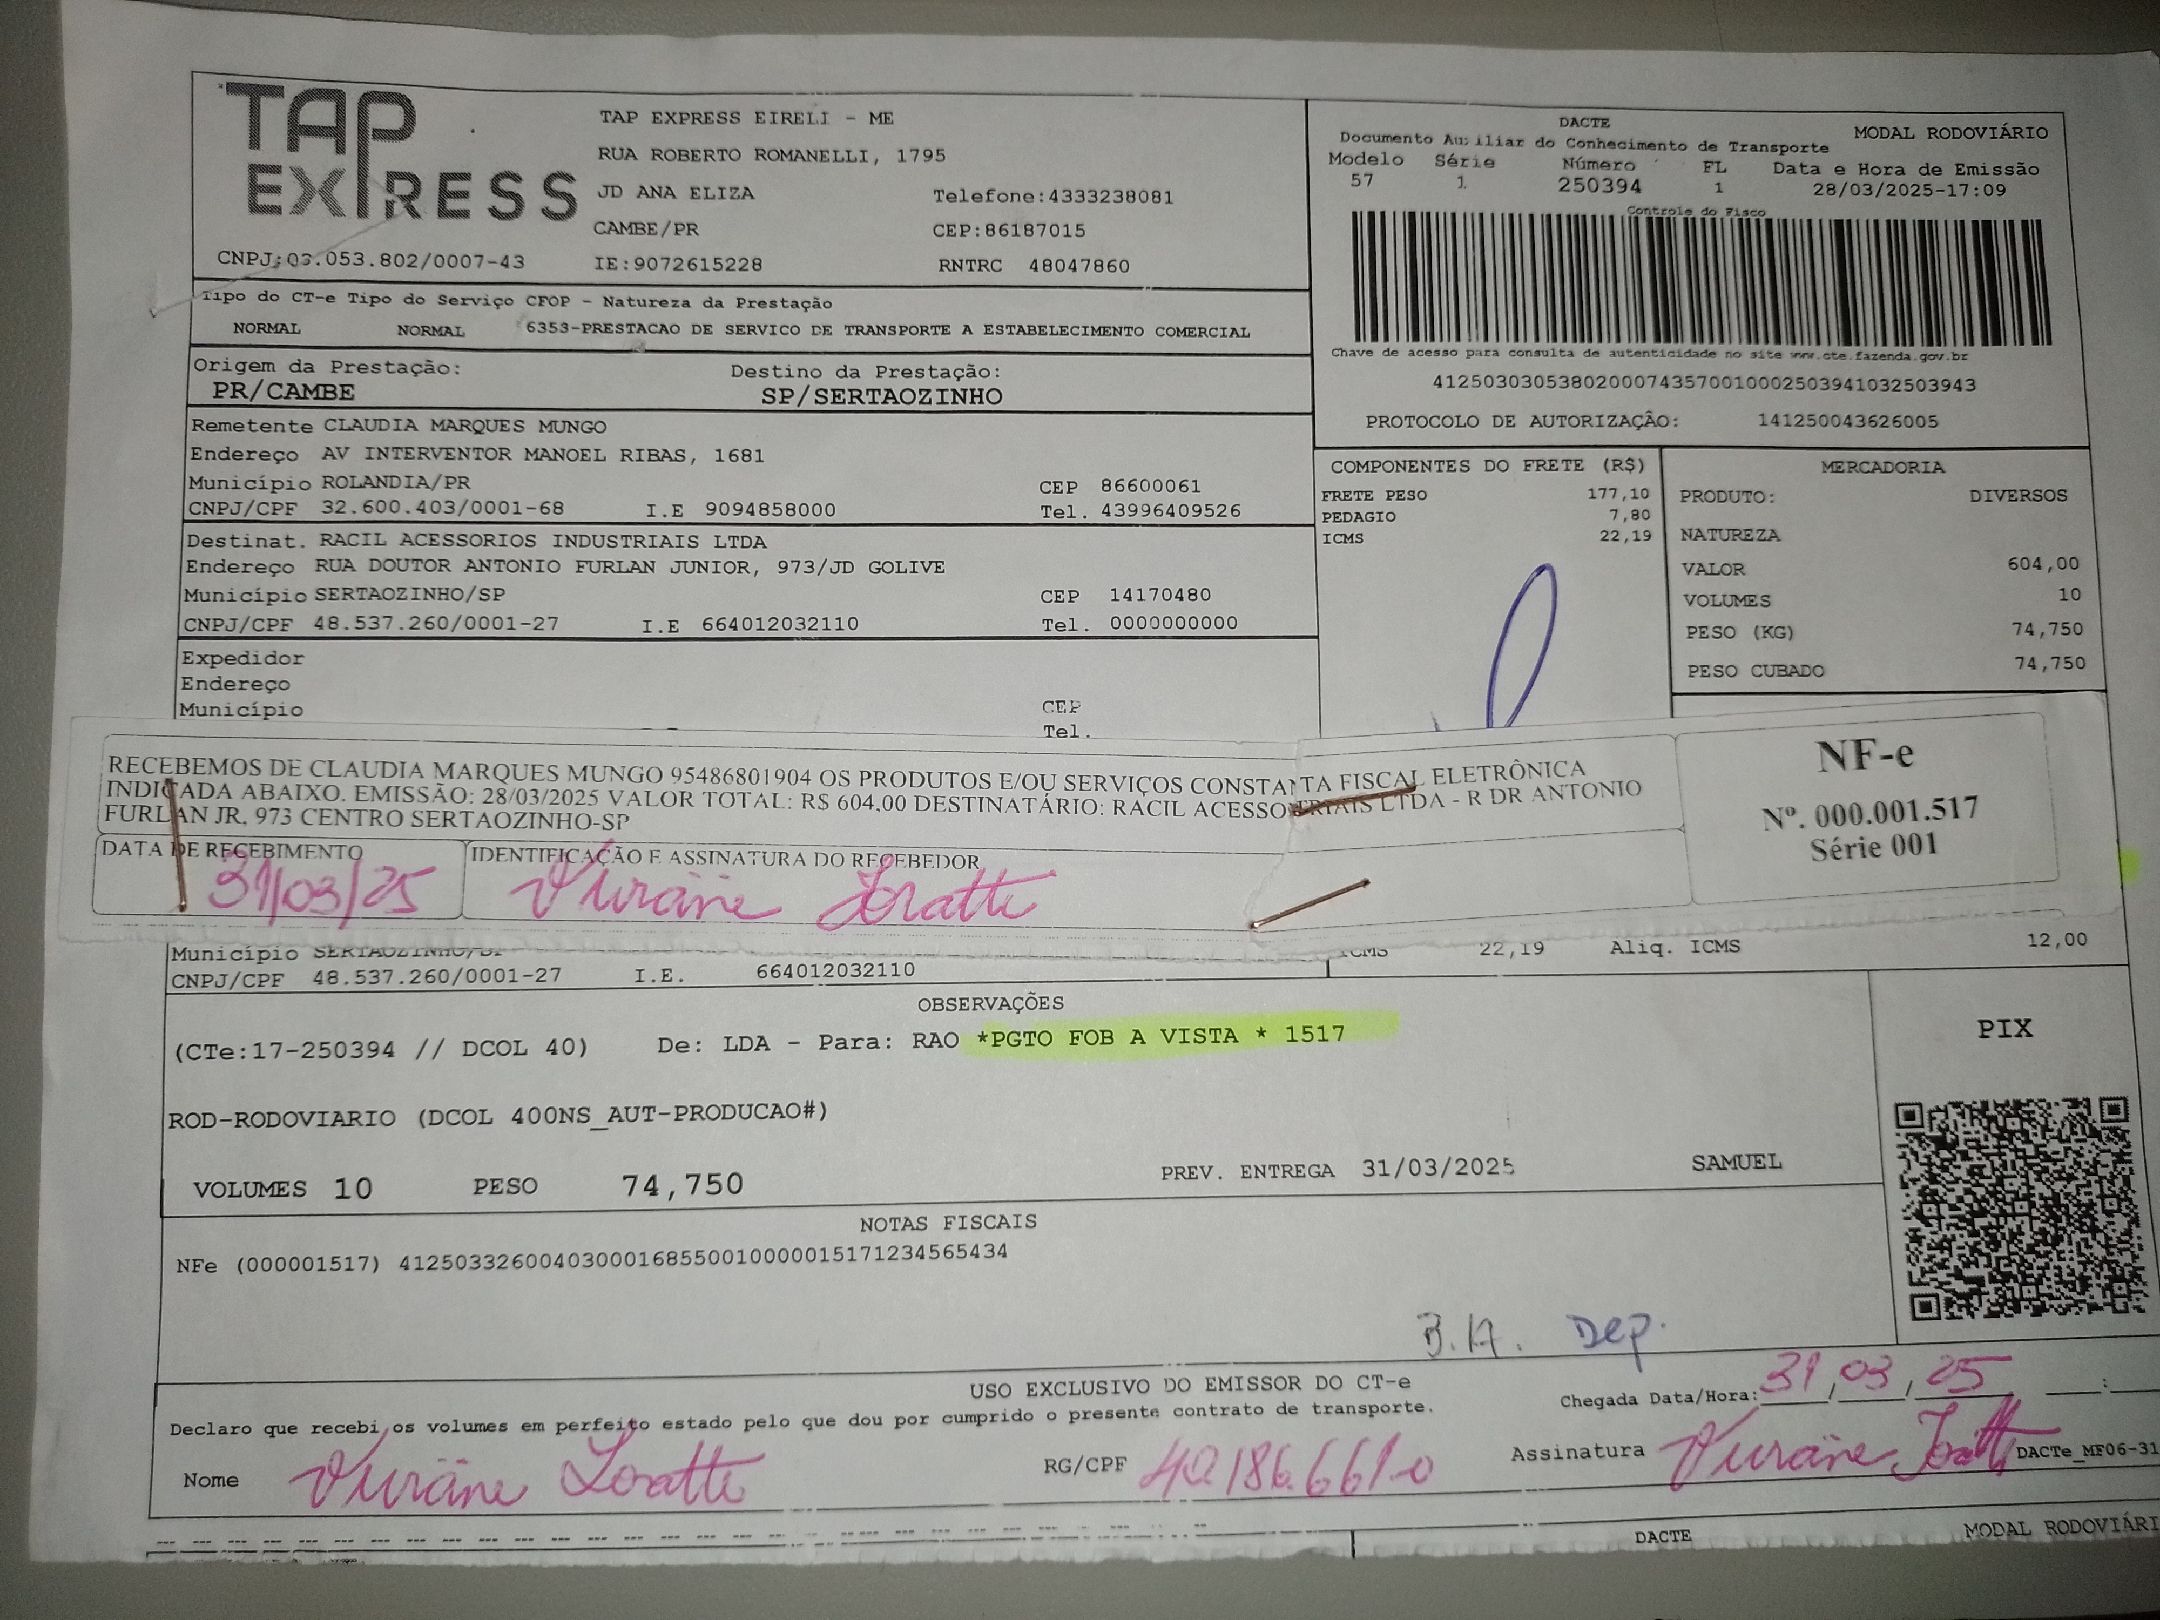 TAP EXPRESS
TAP EXPRESS EIRELI - ME
RUA ROBERTO ROMANELLI, 1795
JD ANA ELIZA Telefone:4333238081
CAMBE/PR CEP:86187015
CNPJ:03.053.802/0007-43 IE:9072615228 RNTRC 48047860
DACTE MODAL RODOVIÁRIO
Documento Auxiliar do Conhecimento de Transporte
Modelo Série Número FL Data e Hora de Emissão
57 1 250394 1 28/03/2025-17:09
Controle do Fisco
Chave de acesso para consulta de autenticidade no site www.cte.fazenda.gov.br
41250303053802000743570010002503941032503943
PROTOCOLO DE AUTORIZAÇÃO: 141250043626005
Tipo do CT-e Tipo do Serviço CFOP - Natureza da Prestação
NORMAL NORMAL 6353-PRESTACAO DE SERVICO DE TRANSPORTE A ESTABELECIMENTO COMERCIAL
Origem da Prestação: Destino da Prestação:
PR/CAMBE SP/SERTAOZINHO
Remetente CLAUDIA MARQUES MUNGO
Endereço AV INTERVENTOR MANOEL RIBAS, 1681
Município ROLANDIA/PR CEP 86600061
CNPJ/CPF 32.600.403/0001-68 I.E 9094858000 Tel. 43996409526
Destinat. RACIL ACESSORIOS INDUSTRIAIS LTDA
Endereço RUA DOUTOR ANTONIO FURLAN JUNIOR, 973/JD GOLIVE
Município SERTAOZINHO/SP CEP 14170480
CNPJ/CPF 48.537.260/0001-27 I.E 664012032110 Tel. 0000000000
Expedidor
Endereço
Município CEP
Tel.
COMPONENTES DO FRETE (R$)
FRETE PESO 177,10
PEDAGIO 7,80
ICMS 22,19
MERCADORIA
PRODUTO: DIVERSOS
NATUREZA
VALOR 604,00
VOLUMES 10
PESO (KG) 74,750
PESO CUBADO 74,750
RECEBEMOS DE CLAUDIA MARQUES MUNGO 95486801904 OS PRODUTOS E/OU SERVIÇOS CONSTANTA FISCAL ELETRÔNICA
INDICADA ABAIXO. EMISSÃO: 28/03/2025 VALOR TOTAL: R$ 604,00 DESTINATÁRIO: RACIL ACESSORIAIS LTDA - R DR ANTONIO
FURLAN JR, 973 CENTRO SERTAOZINHO-SP
DATA DE RECEBIMENTO IDENTIFICAÇÃO E ASSINATURA DO RECEBEDOR
31/03/25
NF-e
Nº. 000.001.517
Série 001
Município SERTAOZINHO/SP ICMS 22,19 Aliq. ICMS 12,00
CNPJ/CPF 48.537.260/0001-27 I.E. 664012032110
OBSERVAÇÕES
(CTe:17-250394 // DCOL 40) De: LDA - Para: RAO *PGTO FOB A VISTA * 1517
ROD-RODOVIARIO (DCOL 400NS_AUT-PRODUCAO#)
VOLUMES 10 PESO 74,750 PREV. ENTREGA 31/03/2025 SAMUEL
PIX
NOTAS FISCAIS
NFe (000001517) 41250332600403000168550010000015171234565434
Dep.
USO EXCLUSIVO DO EMISSOR DO CT-e
Declaro que recebi os volumes em perfeito estado pelo que dou por cumprido o presente contrato de transporte.
Chegada Data/Hora: 31/03/25
Nome RG/CPF 40186.661-0 Assinatura
DACTe_MF06-31
DACTE MODAL RODOVIÁRI